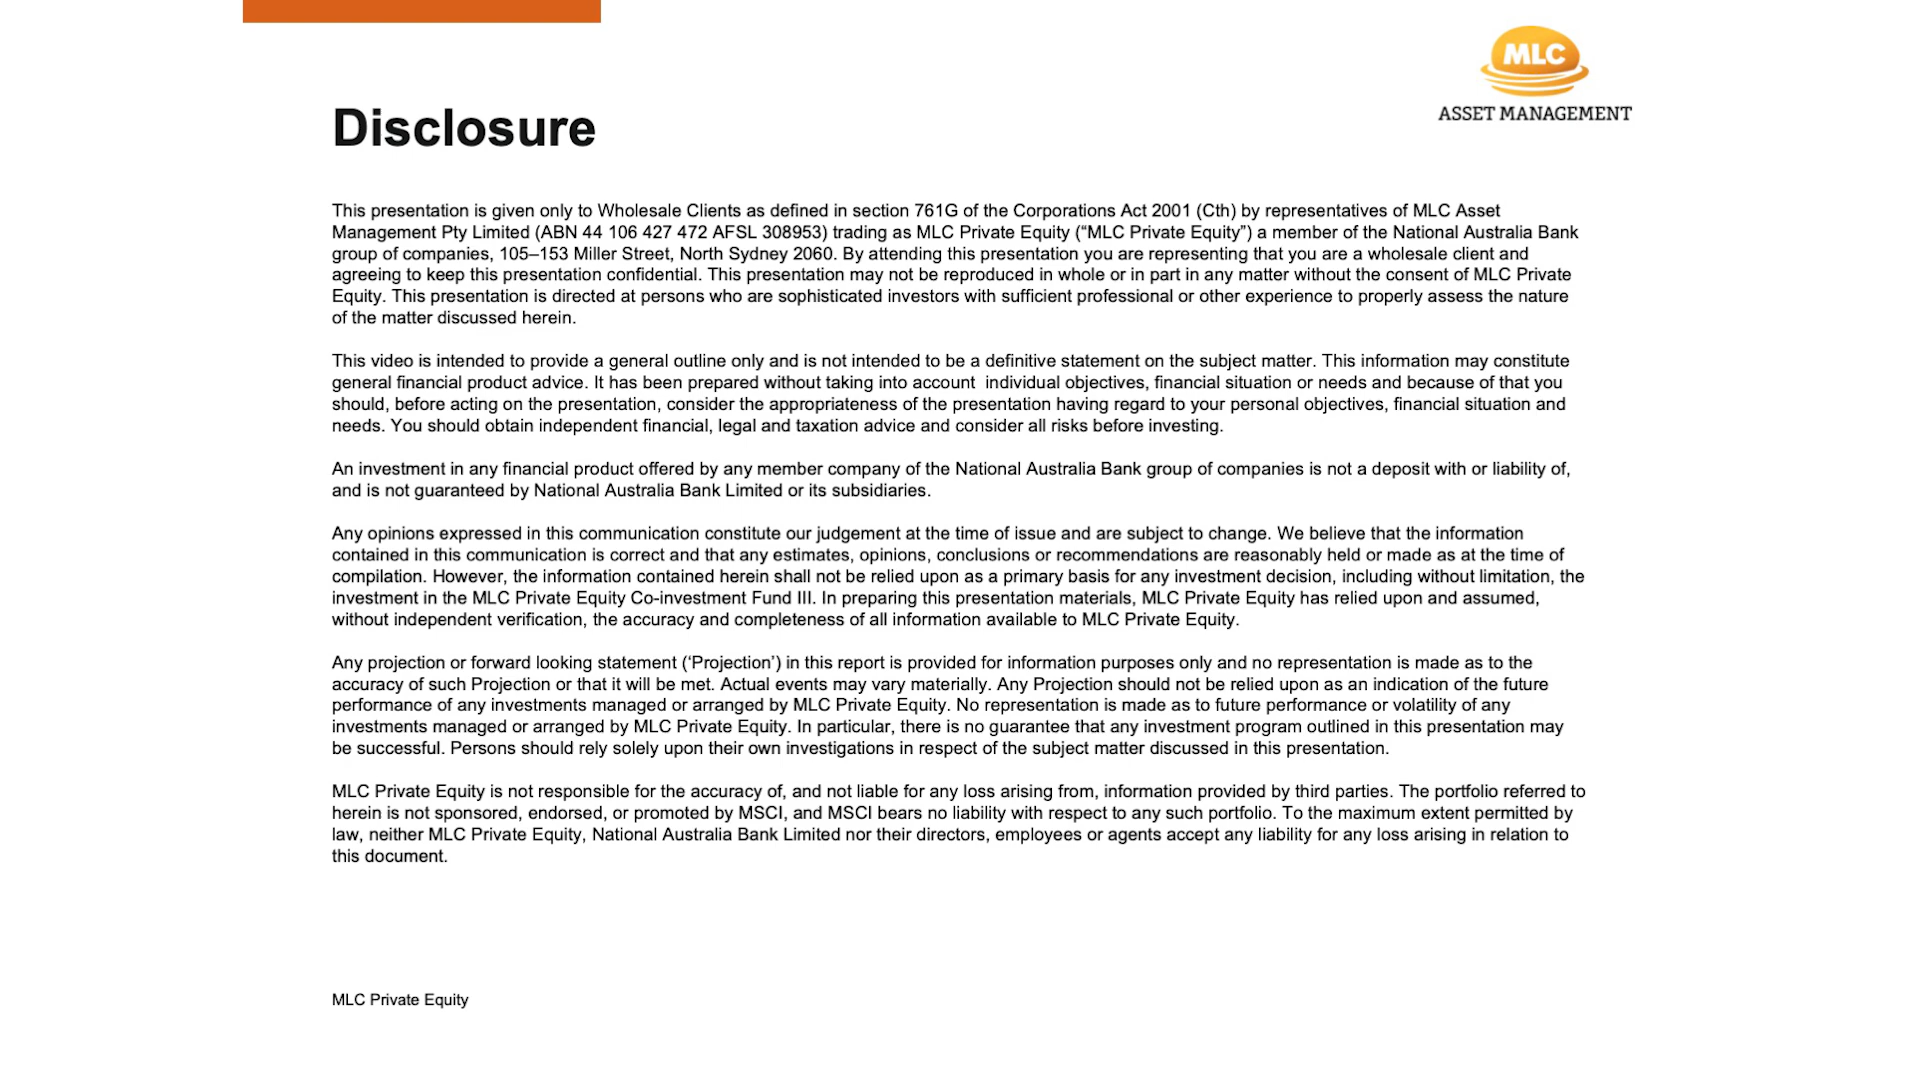 MLC
ASSET MANAGEMENT
Disclosure
This presentation is given only to Wholesale Clients as defined in section 761G of the Corporations Act 2001 (Cth) by representatives of MLC Asset
Management Pty Limited (ABN 44 106 427 472 AFSL 308953) trading as MLC Private Equity (“MLC Private Equity”) a member of the National Australia Bank
group of companies, 105–153 Miller Street, North Sydney 2060. By attending this presentation you are representing that you are a wholesale client and
agreeing to keep this presentation confidential. This presentation may not be reproduced in whole or in part in any matter without the consent of MLC Private
Equity. This presentation is directed at persons who are sophisticated investors with sufficient professional or other experience to properly assess the nature
of the matter discussed herein.
This video is intended to provide a general outline only and is not intended to be a definitive statement on the subject matter. This information may constitute
general financial product advice. It has been prepared without taking into account  individual objectives, financial situation or needs and because of that you
should, before acting on the presentation, consider the appropriateness of the presentation having regard to your personal objectives, financial situation and
needs. You should obtain independent financial, legal and taxation advice and consider all risks before investing.
An investment in any financial product offered by any member company of the National Australia Bank group of companies is not a deposit with or liability of,
and is not guaranteed by National Australia Bank Limited or its subsidiaries.
Any opinions expressed in this communication constitute our judgement at the time of issue and are subject to change. We believe that the information
contained in this communication is correct and that any estimates, opinions, conclusions or recommendations are reasonably held or made as at the time of
compilation. However, the information contained herein shall not be relied upon as a primary basis for any investment decision, including without limitation, the
investment in the MLC Private Equity Co-investment Fund III. In preparing this presentation materials, MLC Private Equity has relied upon and assumed,
without independent verification, the accuracy and completeness of all information available to MLC Private Equity.
Any projection or forward looking statement (‘Projection’) in this report is provided for information purposes only and no representation is made as to the
accuracy of such Projection or that it will be met. Actual events may vary materially. Any Projection should not be relied upon as an indication of the future
performance of any investments managed or arranged by MLC Private Equity. No representation is made as to future performance or volatility of any
investments managed or arranged by MLC Private Equity. In particular, there is no guarantee that any investment program outlined in this presentation may
be successful. Persons should rely solely upon their own investigations in respect of the subject matter discussed in this presentation.
MLC Private Equity is not responsible for the accuracy of, and not liable for any loss arising from, information provided by third parties. The portfolio referred to
herein is not sponsored, endorsed, or promoted by MSCI, and MSCI bears no liability with respect to any such portfolio. To the maximum extent permitted by
law, neither MLC Private Equity, National Australia Bank Limited nor their directors, employees or agents accept any liability for any loss arising in relation to
this document.
MLC Private Equity